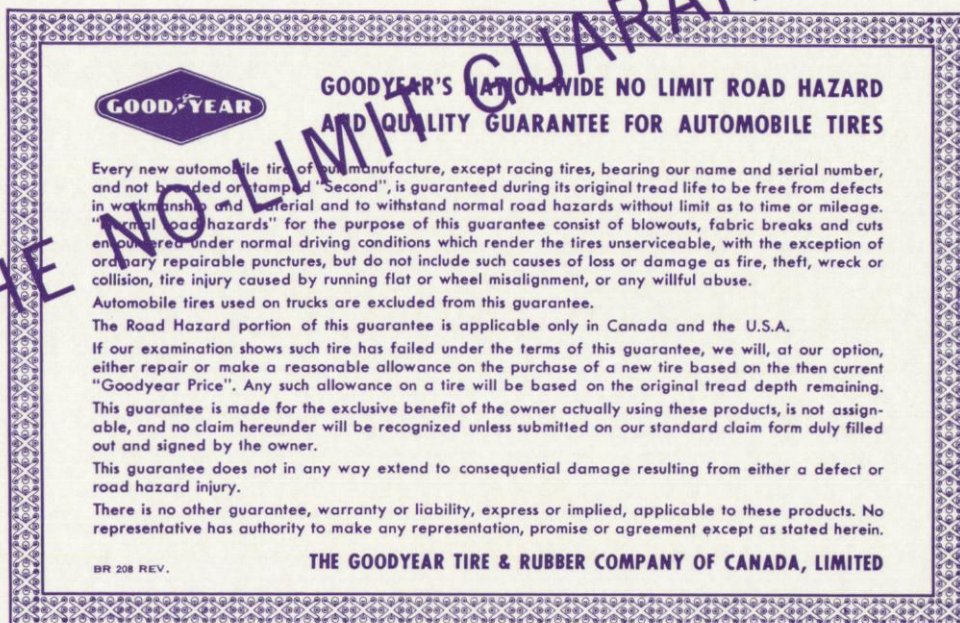 THE NO LIMIT
GOODYEAR
GOODYEAR'S NATION-WIDE NO LIMIT ROAD HAZARD
AND QUALITY GUARANTEE FOR AUTOMOBILE TIRES
Every new automobile tire of our manufacture, except racing tires, bearing our name and serial number,
and not branded or stamped "Second", is guaranteed during its original tread life to be free from defects
in workmanship and material and to withstand normal road hazards without limit as to time or mileage.
"Normal road hazards" for the purpose of this guarantee consist of blowouts, fabric breaks and cuts
encountered under normal driving conditions which render the tires unserviceable, with the exception of
ordinary repairable punctures, but do not include such causes of loss or damage as fire, theft, wreck or
collision, tire injury caused by running flat or wheel misalignment, or any willful abuse.
Automobile tires used on trucks are excluded from this guarantee.
The Road Hazard portion of this guarantee is applicable only in Canada and the U.S.A.
If our examination shows such tire has failed under the terms of this guarantee, we will, at our option,
either repair or make a reasonable allowance on the purchase of a new tire based on the then current
"Goodyear Price". Any such allowance on a tire will be based on the original tread depth remaining.
This guarantee is made for the exclusive benefit of the owner actually using these products, is not assign-
able, and no claim hereunder will be recognized unless submitted on our standard claim form duly filled
out and signed by the owner.
This guarantee does not in any way extend to consequential damage resulting from either a defect or
road hazard injury.
There is no other guarantee, warranty or liability, express or implied, applicable to these products. No
representative has authority to make any representation, promise or agreement except as stated herein.
BR 208 REV.
THE GOODYEAR TIRE & RUBBER COMPANY OF CANADA, LIMITED